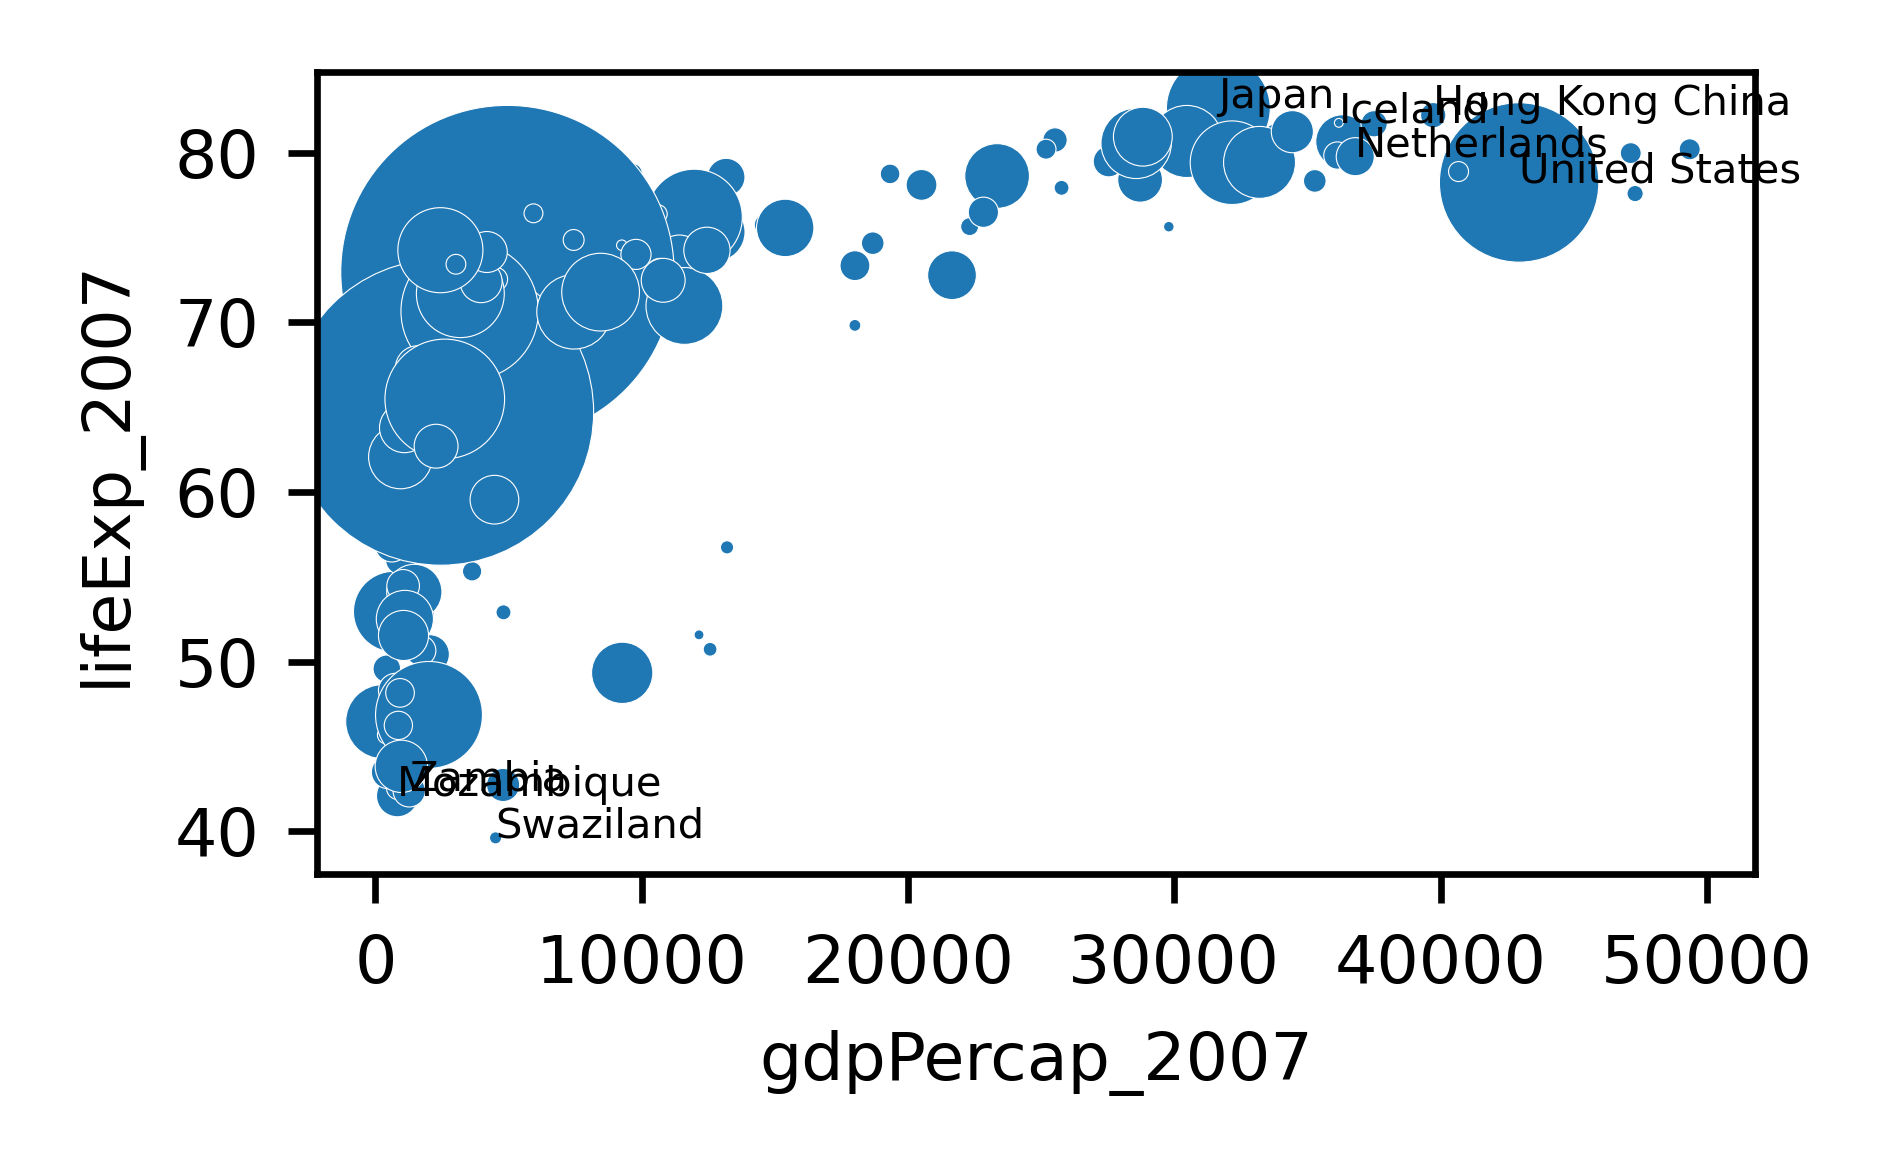 Japan
Iceland
Hong Kong China
Netherlands
United States
Zambia
Mozambique
Swaziland
80
70
60
50
40
lifeExp_2007
0 10000 20000 30000 40000 50000
gdpPercap_2007